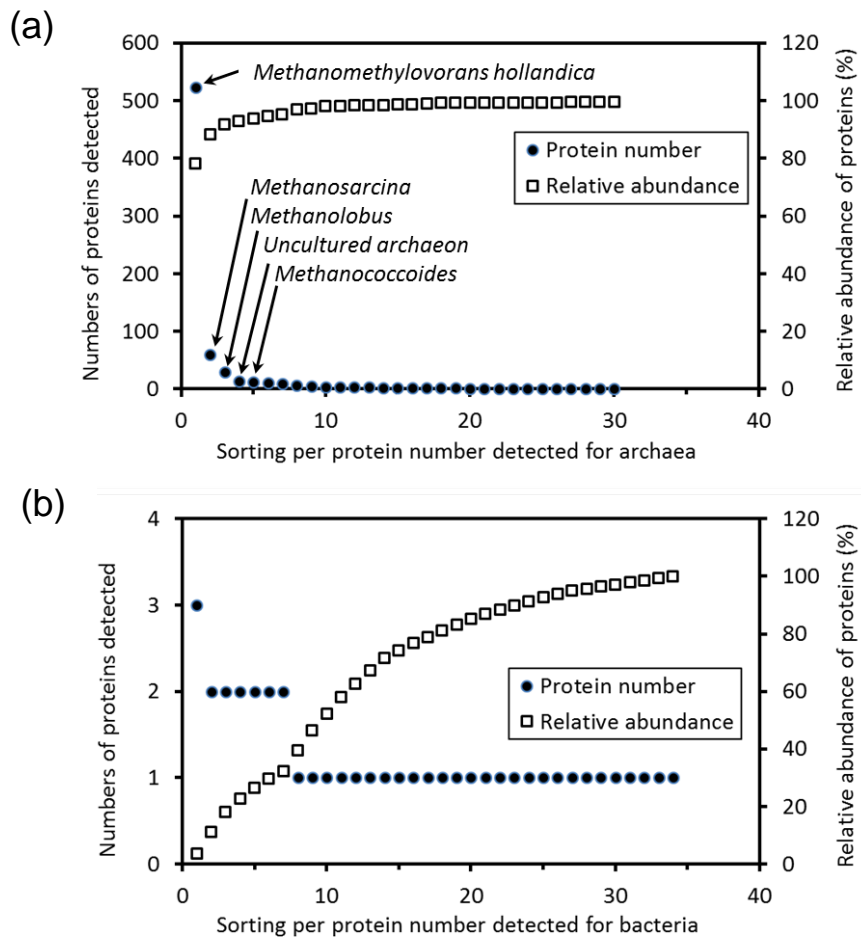 (a)
600
500
400
300
200
100
0
Numbers of proteins detected
120
100
80
60
40
20
0
Relative abundance of proteins (%)
Methanomethylovorans hollandica
Protein number
Relative abundance
Methanosarcina
Methanolobus
Uncultured archaeon
Methanococcoides
0 10 20 30 40
Sorting per protein number detected for archaea
(b)
4
3
2
1
0
Numbers of proteins detected
120
100
80
60
40
20
0
Relative abundance of proteins (%)
Protein number
Relative abundance
0 10 20 30 40
Sorting per protein number detected for bacteria